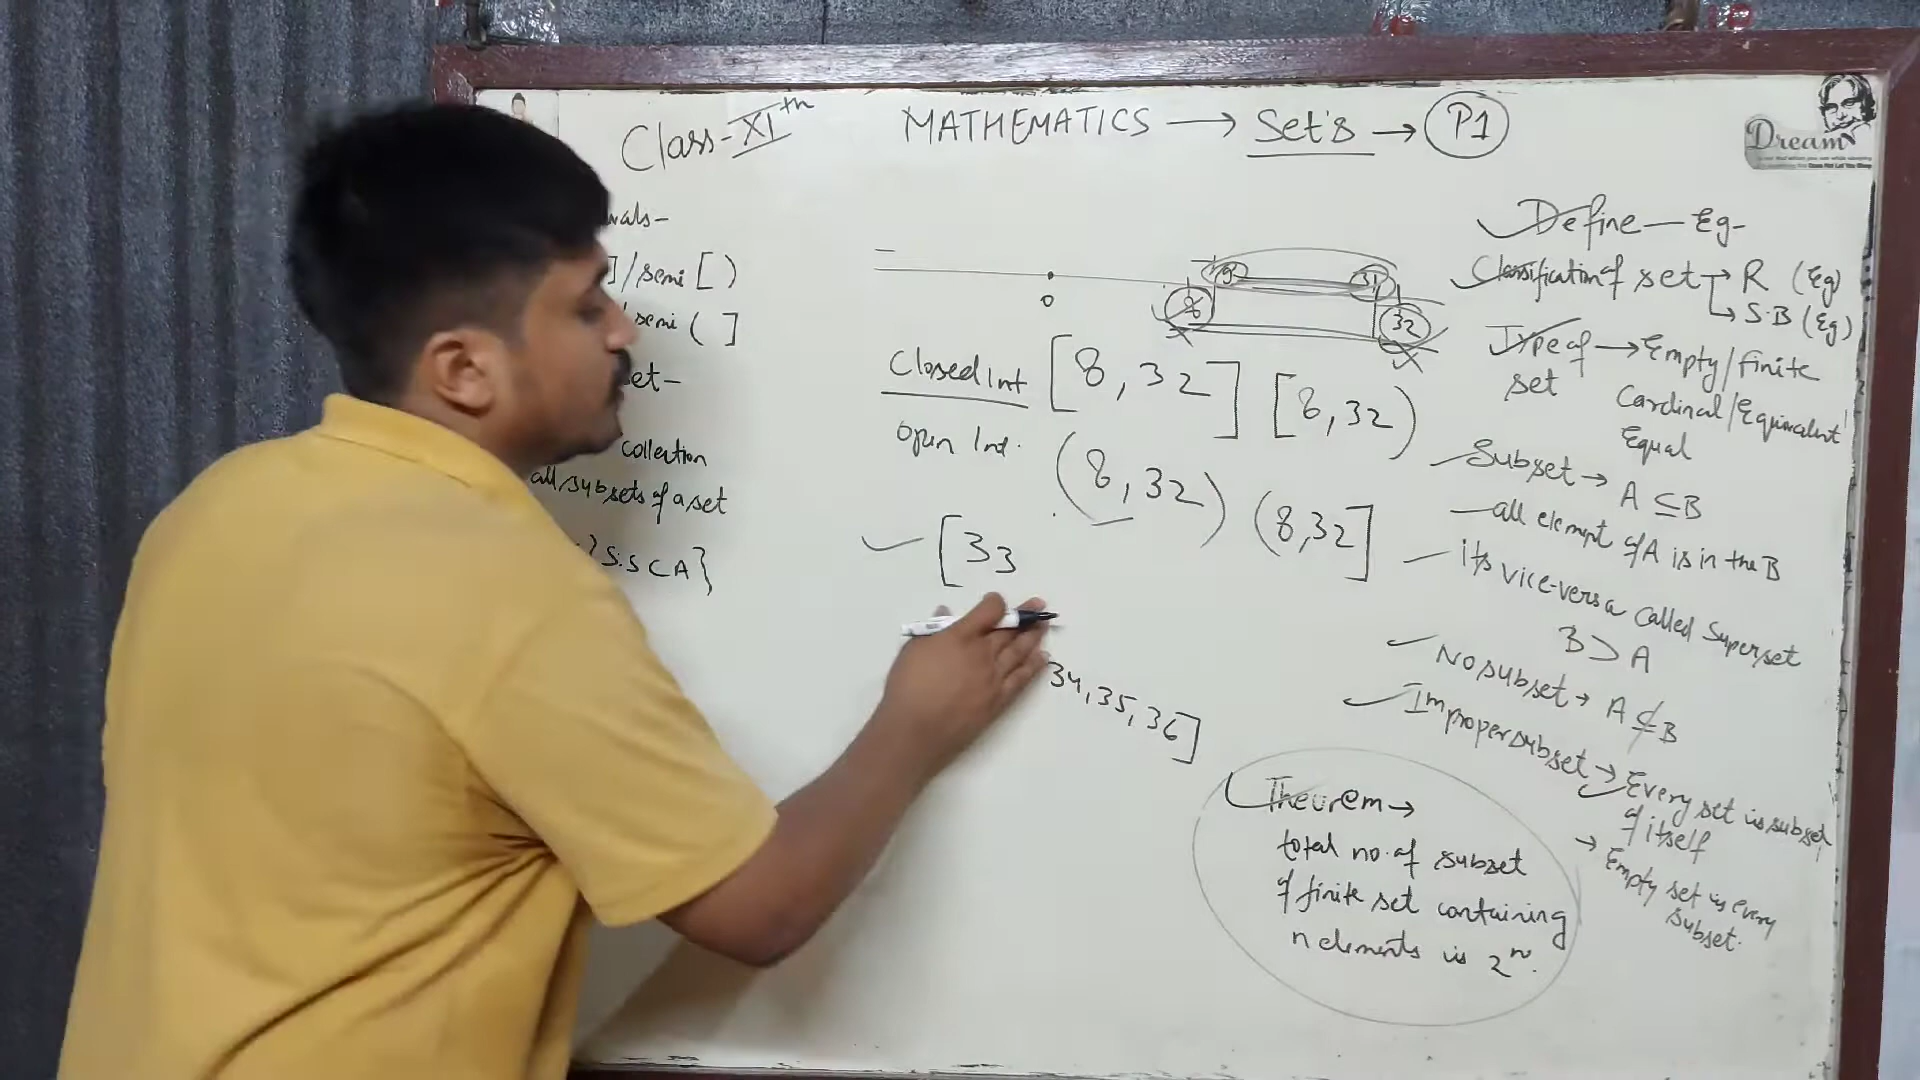 Class-XIth MATHEMATICS → Set's → P1
Dream
vals-
]/semi [ )
semi ( ]
et-
collection
all subsets of a set
S:S⊂A}
0
9 31
8 32
Closed Int [8,32] [8,32)
Open Int. (8,32) (8,32]
[33
34,35,36]
Define — Eg-
Classification of set → R (Eg)
→ S.B (Eg)
Type of set → Empty/finite
Cardinal/Equivalent
Equal
Subset → A ⊆ B
- all element of A is in the B
- its vice-versa called Superset
B ⊃ A
No subset → A ⊄ B
Improper subset → Every set is subset
of itself
→ Empty set is every
subset.
Theorem →
total no. of subset
of finite set containing
n elements is 2ⁿ.